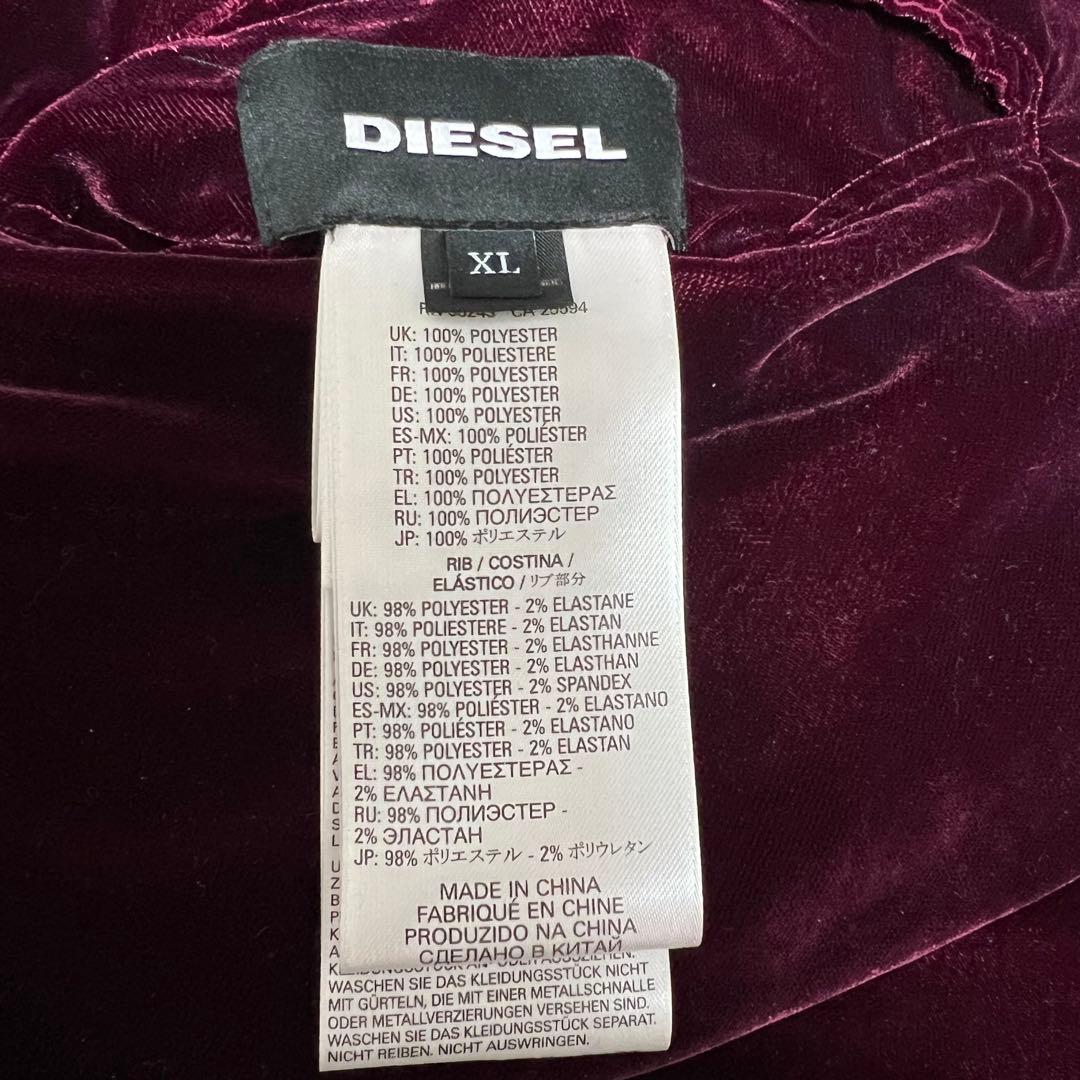 DIESEL
XL
CA
UK: 100% POLYESTER
IT: 100% POLIESTERE
FR: 100% POLYESTER
DE: 100% POLYESTER
US: 100% POLYESTER
ES-MX: 100% POLIÉSTER
PT: 100% POLIÉSTER
TR: 100% POLYESTER
EL: 100% ΠΟΛΥΕΣΤΕΡΑΣ
RU: 100% ПОЛИЭСТЕР
JP: 100% ポリエステル
RIB / COSTINA /
ELÁSTICO / リブ部分
UK: 98% POLYESTER - 2% ELASTANE
IT: 98% POLIESTERE - 2% ELASTAN
FR: 98% POLYESTER - 2% ELASTHANNE
DE: 98% POLYESTER - 2% ELASTHAN
US: 98% POLYESTER - 2% SPANDEX
ES-MX: 98% POLIÉSTER - 2% ELASTANO
PT: 98% POLIÉSTER - 2% ELASTANO
TR: 98% POLYESTER - 2% ELASTAN
EL: 98% ΠΟΛΥΕΣΤΕΡΑΣ -
2% ΕΛΑΣΤΑΝΗ
RU: 98% ПОЛИЭСТЕР -
2% ЭЛАСТАН
JP: 98% ポリエステル - 2% ポリウレタン
MADE IN CHINA
FABRIQUÉ EN CHINE
PRODUZIDO NA CHINA
СДЕЛАНО В КИТАЙ
WASCHEN SIE DAS KLEIDUNGSSTÜCK NICHT
MIT GÜRTELN, DIE MIT EINER METALLSCHNALLE
ODER METALLVERZIERUNGEN VERSEHEN SIND.
WASCHEN SIE DAS KLEIDUNGSSTÜCK SEPARAT.
NICHT REIBEN. NICHT AUSWRINGEN.